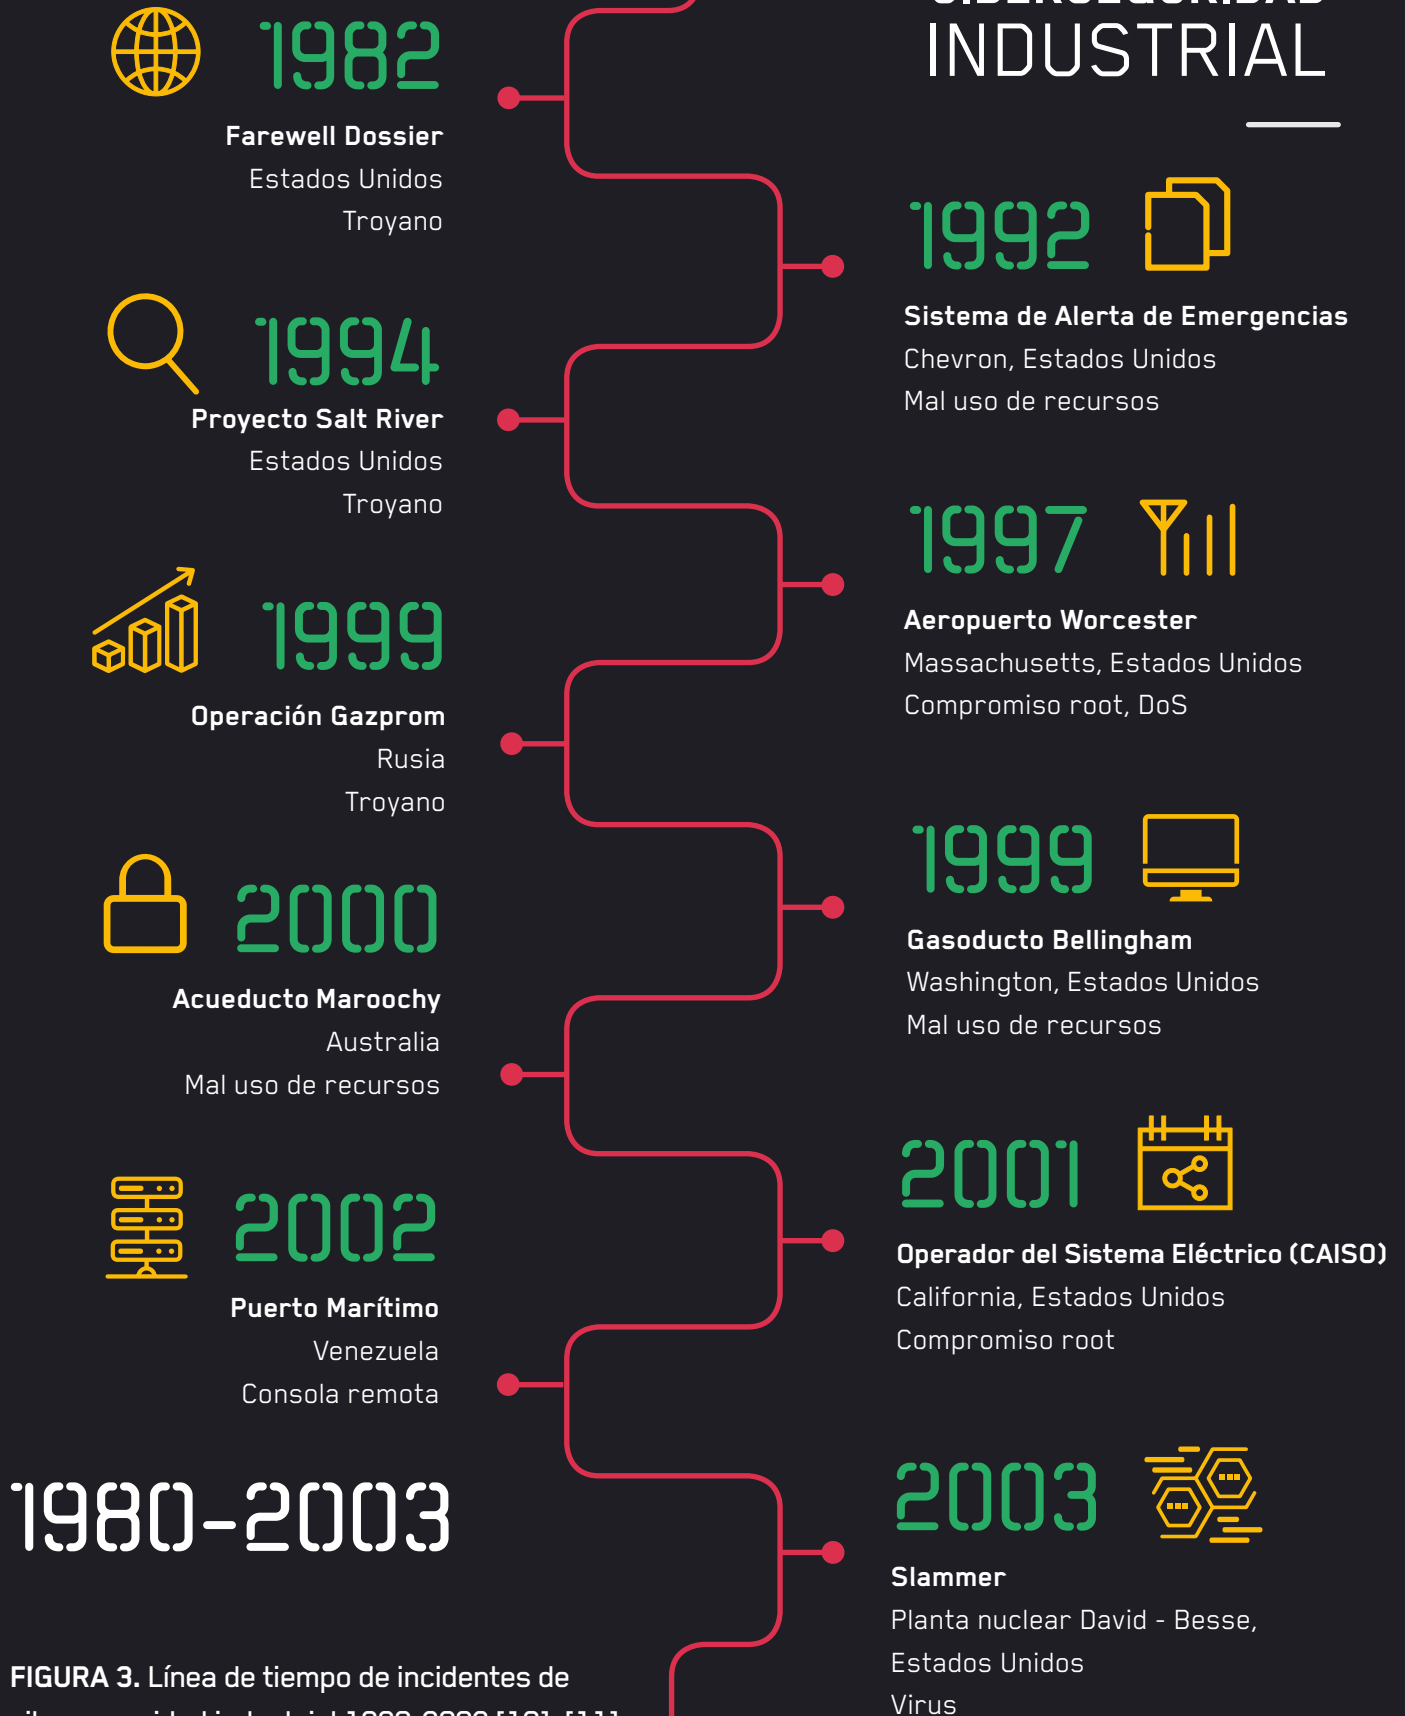 CIBERSEGURIDAD
INDUSTRIAL
1982
Farewell Dossier
Estados Unidos
Troyano
1992
Sistema de Alerta de Emergencias
Chevron, Estados Unidos
Mal uso de recursos
1994
Proyecto Salt River
Estados Unidos
Troyano
1997
Aeropuerto Worcester
Massachusetts, Estados Unidos
Compromiso root, DoS
1999
Operación Gazprom
Rusia
Troyano
1999
Gasoducto Bellingham
Washington, Estados Unidos
Mal uso de recursos
2000
Acueducto Maroochy
Australia
Mal uso de recursos
2001
Operador del Sistema Eléctrico (CAISO)
California, Estados Unidos
Compromiso root
2002
Puerto Marítimo
Venezuela
Consola remota
2003
Slammer
Planta nuclear David - Besse,
Estados Unidos
Virus
1980-2003
FIGURA 3. Línea de tiempo de incidentes de